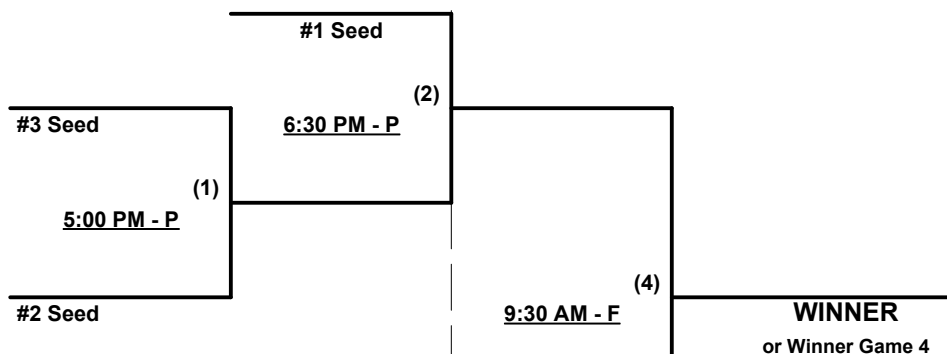 #1 Seed
(2)
#3 Seed
6:30 PM - P
(1)
5:00 PM - P
(4)
#2 Seed
9:30 AM - F
WINNER
or Winner Game 4